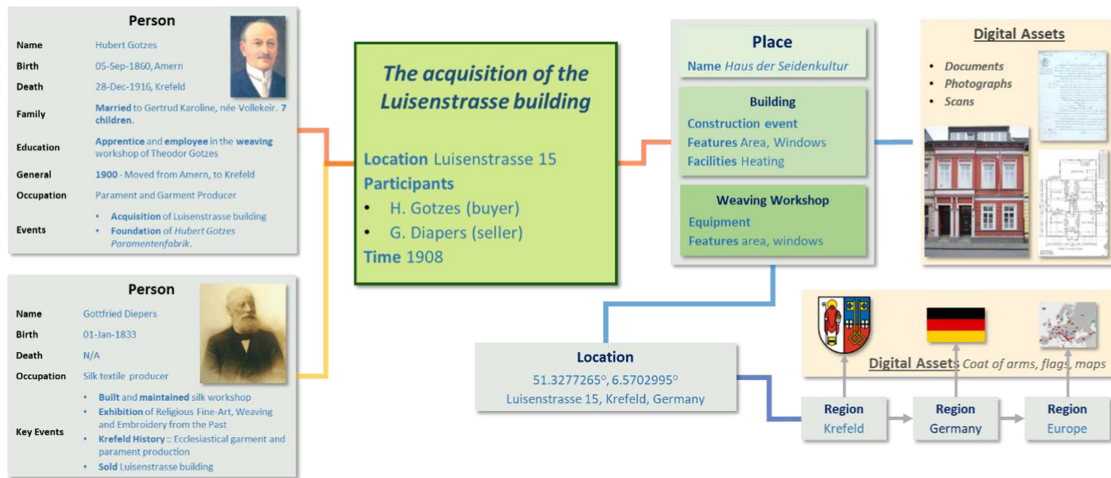 Person
Name Hubert Gotzes
Birth 05-Sep-1860, Amern
Death 28-Dec-1916, Krefeld
Family Married to Gertrud Karoline, née Vollekeir. 7
children.
Education Apprentice and employee in the weaving
workshop of Theodor Gotzes
General 1900 - Moved from Amern, to Krefeld
Occupation Parament and Garment Producer
Events • Acquisition of Luisenstrasse building
• Foundation of Hubert Gotzes
Paramentenfabrik.
Person
Name Gottfried Diepers
Birth 01-Jan-1833
Death N/A
Occupation Silk textile producer
Key Events • Built and maintained silk workshop
• Exhibition of Religious Fine-Art, Weaving
and Embroidery from the Past
• Krefeld History :: Ecclesiastical garment and
parament production
• Sold Luisenstrasse building
The acquisition of the
Luisenstrasse building
Location Luisenstrasse 15
Participants
• H. Gotzes (buyer)
• G. Diapers (seller)
Time 1908
Place
Name Haus der Seidenkultur
Building
Construction event
Features Area, Windows
Facilities Heating
Weaving Workshop
Equipment
Features area, windows
Digital Assets
• Documents
• Photographs
• Scans
Location
51.3277265°, 6.5702995°
Luisenstrasse 15, Krefeld, Germany
Digital Assets Coat of arms, flags, maps
Region
Krefeld
Region
Germany
Region
Europe